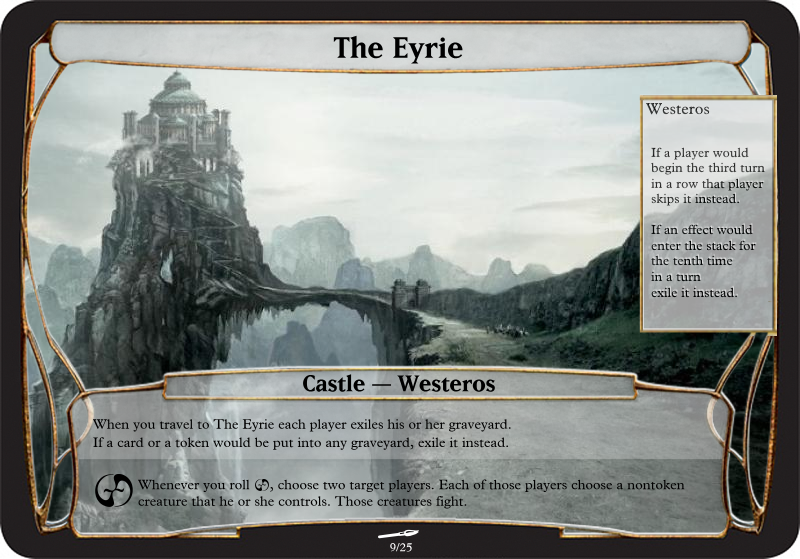 The Eyrie
Westeros
If a player would
begin the third turn
in a row that player
skips it instead.
If an effect would
enter the stack for
the tenth time
in a turn
exile it instead.
Castle — Westeros
When you travel to The Eyrie each player exiles his or her graveyard.
If a card or a token would be put into any graveyard, exile it instead.
Whenever you roll , choose two target players. Each of those players choose a nontoken
creature that he or she controls. Those creatures fight.
9/25